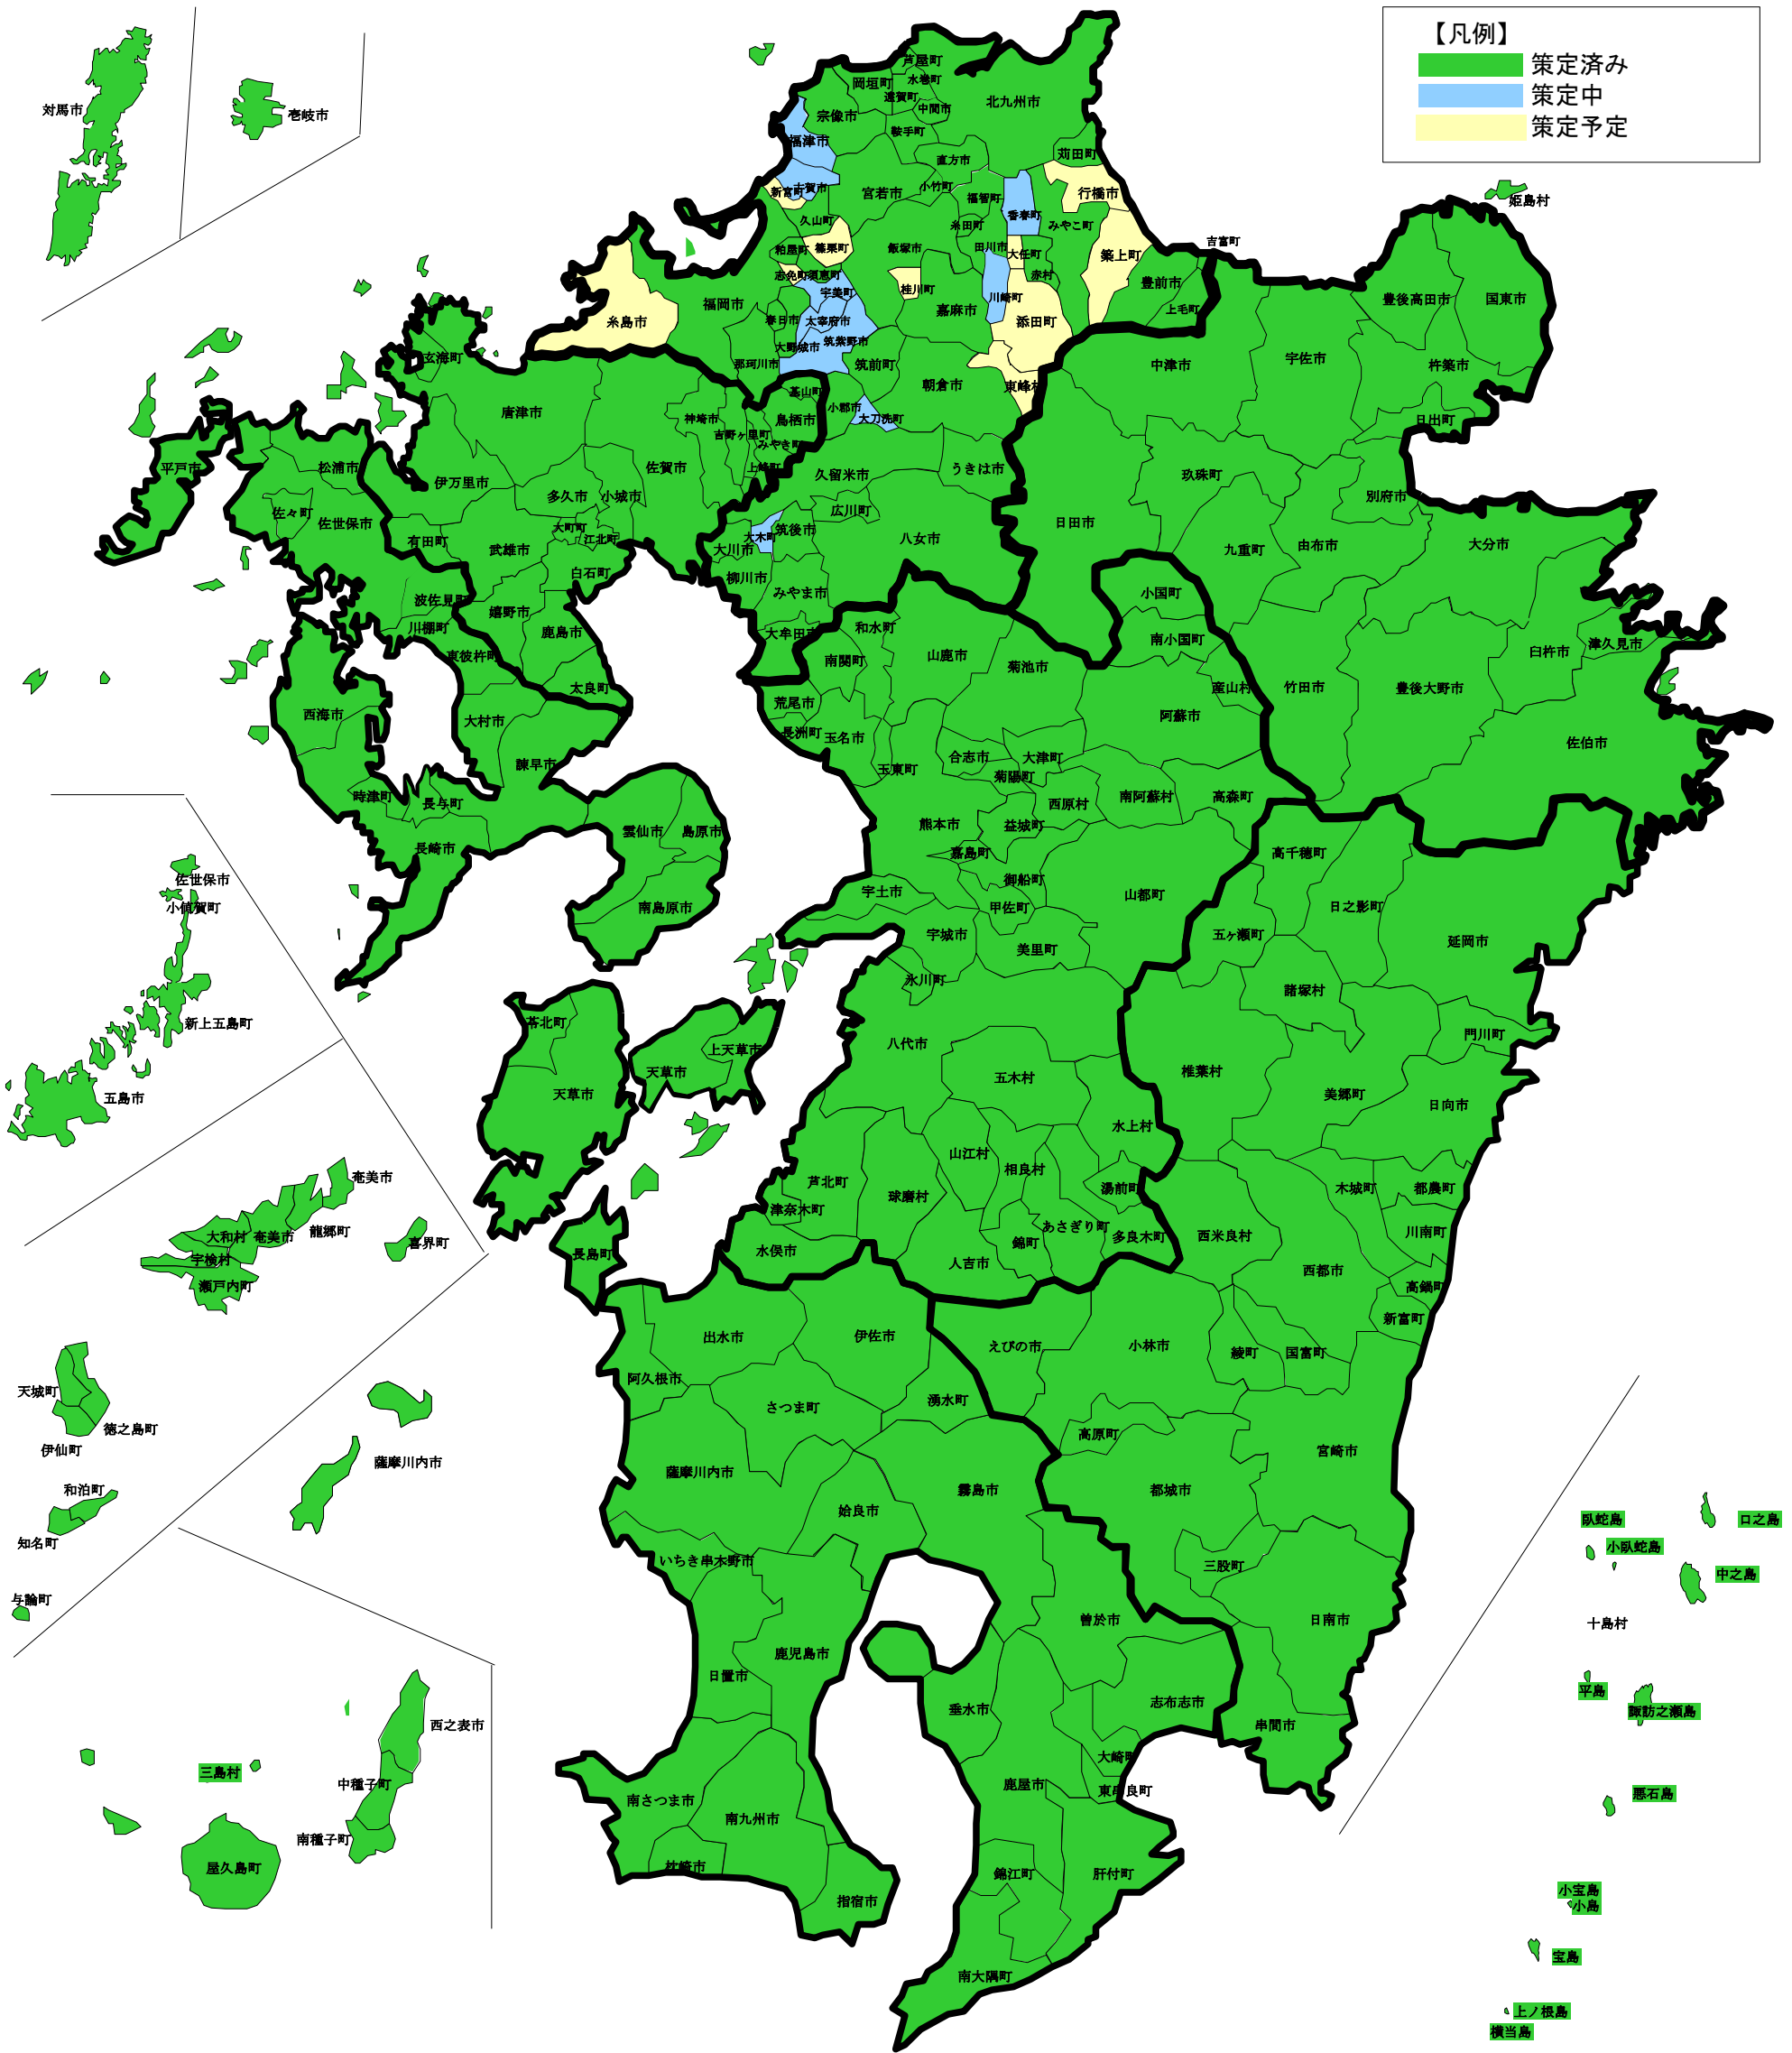 【凡例】
策定済み
策定中
策定予定
対馬市
壱岐市
芦屋町
水巻町
岡垣町
遠賀町
中間市
北九州市
宗像市
鞍手町
福津市
直方市
苅田町
古賀市
新宮町
宮若市
小竹町
福智町
行橋市
姫島村
久山町
糸田町
香春町
みやこ町
粕屋町
篠栗町
飯塚市
田川市
大任町
築上町
吉富町
志免町
須恵町
赤村
豊前市
宇美町
桂川町
川崎町
上毛町
福岡市
嘉麻市
添田町
豊後高田市
国東市
糸島市
春日市
太宰府市
大野城市
筑紫野市
那珂川市
筑前町
朝倉市
東峰村
中津市
宇佐市
杵築市
玄海町
基山町
小郡市
大刀洗町
日出町
唐津市
神埼市
鳥栖市
吉野ヶ里町
みやき町
上峰町
平戸市
松浦市
伊万里市
佐賀市
久留米市
うきは市
玖珠町
別府市
佐々町
佐世保市
多久市
小城市
広川町
大町町
江北町
大木町
筑後市
日田市
有田町
武雄市
大川市
八女市
九重町
由布市
大分市
白石町
柳川市
みやま市
小国町
波佐見町
嬉野市
川棚町
鹿島市
大牟田市
和水町
南小国町
東彼杵町
南関町
山鹿市
菊池市
臼杵市
津久見市
太良町
産山村
竹田市
豊後大野市
西海市
大村市
荒尾市
長洲町
玉名市
阿蘇市
佐伯市
諫早市
玉東町
合志市
大津町
菊陽町
時津町
長与町
西原村
南阿蘇村
高森町
長崎市
雲仙市
島原市
熊本市
益城町
嘉島町
高千穂町
佐世保市
小値賀町
南島原市
宇土市
御船町
甲佐町
山都町
日之影町
宇城市
美里町
五ヶ瀬町
延岡市
氷川町
諸塚村
新上五島町
苓北町
上天草市
天草市
八代市
門川町
天草市
五木村
椎葉村
美郷町
日向市
五島市
水上村
山江村
相良村
奄美市
芦北町
球磨村
湯前町
木城町
都農町
津奈木町
あさぎり町
龍郷町
大和村
奄美市
喜界町
宇検村
瀬戸内町
長島町
水俣市
錦町
多良木町
人吉市
西米良村
川南町
西都市
高鍋町
新富町
出水市
伊佐市
えびの市
小林市
綾町
国富町
天城町
徳之島町
伊仙町
阿久根市
さつま町
湧水町
高原町
宮崎市
薩摩川内市
薩摩川内市
和泊町
知名町
霧島市
姶良市
都城市
いちき串木野市
三股町
与論町
日南市
曽於市
鹿児島市
日置市
志布志市
垂水市
串間市
西之表市
三島村
中種子町
南種子町
屋久島町
南さつま市
南九州市
枕崎市
指宿市
大崎町
鹿屋市
東串良町
錦江町
肝付町
南大隅町
臥蛇島
口之島
小臥蛇島
中之島
十島村
平島
諏訪之瀬島
悪石島
小宝島
小島
宝島
上ノ根島
横当島